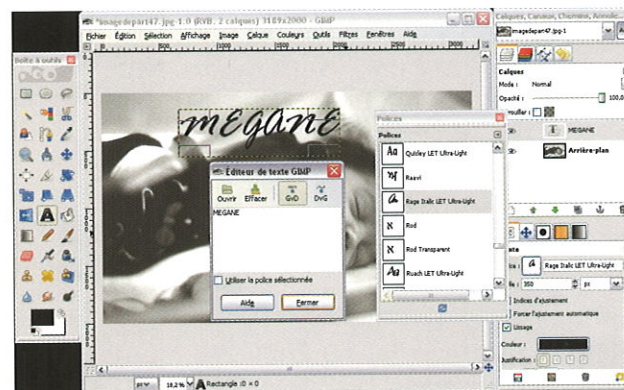 *imagedepart47.jpg-1.0 (RVB, 2 calques) 3189x2000 - GIMP
Fichier Édition Sélection Affichage Image Calque Couleurs Outils Filtres Fenêtres Aide
Boîte à outils
MEGANE
Éditeur de texte GIMP
Ouvrir Effacer GvD DvG
MEGANE
Utiliser la police sélectionnée
Aide Fermer
Polices
Polices
Quixley LET Ultra-Light
Raavi
Rage Italic LET Ultra-Light
Rod
Rod Transparent
Ruach LET Ultra-Light
Calques, Canaux, Chemins, Annuler
imagedepart47.jpg-1
Calques
Mode : Normal
Opacité : 100,0
MEGANE
Arrière-plan
Rage Italic LET Ultra-Light
350 px
Indices d'ajustement
Forcer l'ajustement automatique
Lissage
Couleur :
Justification :
px 18,2 % Rectangle :0 × 0